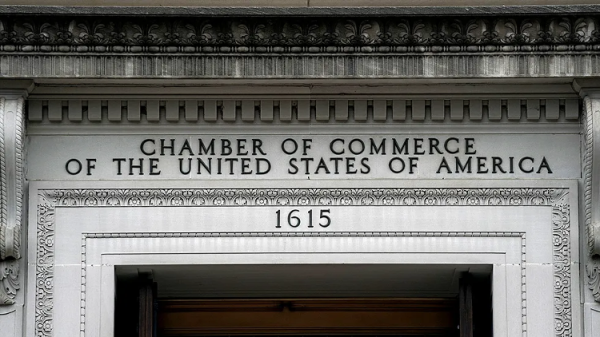 CHAMBER OF COMMERCE
OF THE UNITED STATES OF AMERICA
1615